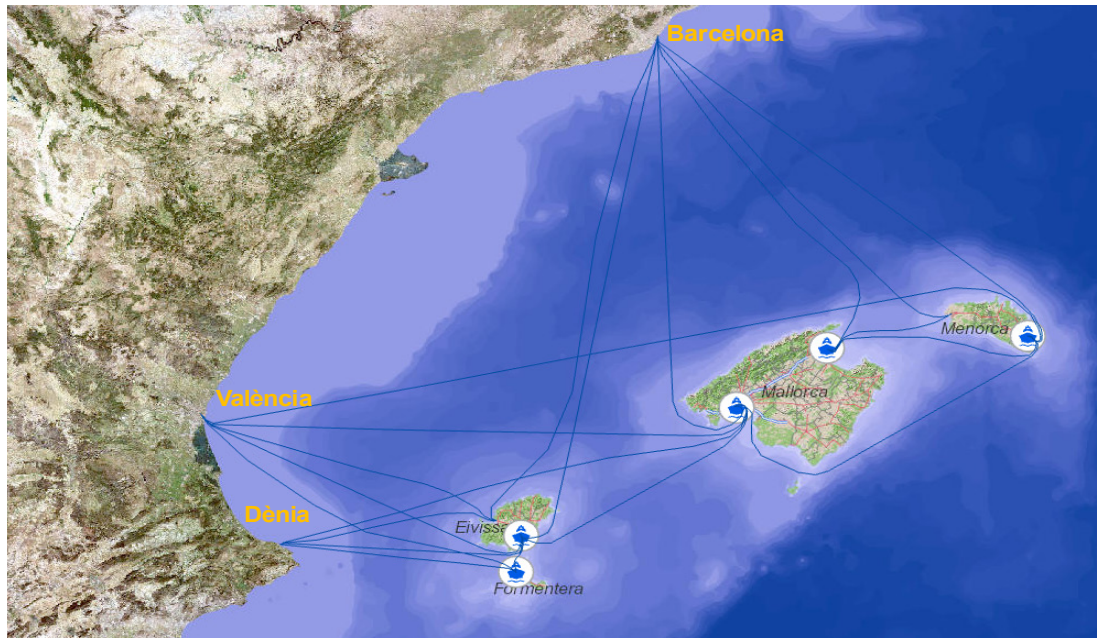 Barcelona
Menorca
Mallorca
València
Dènia
Eivissa
Formentera